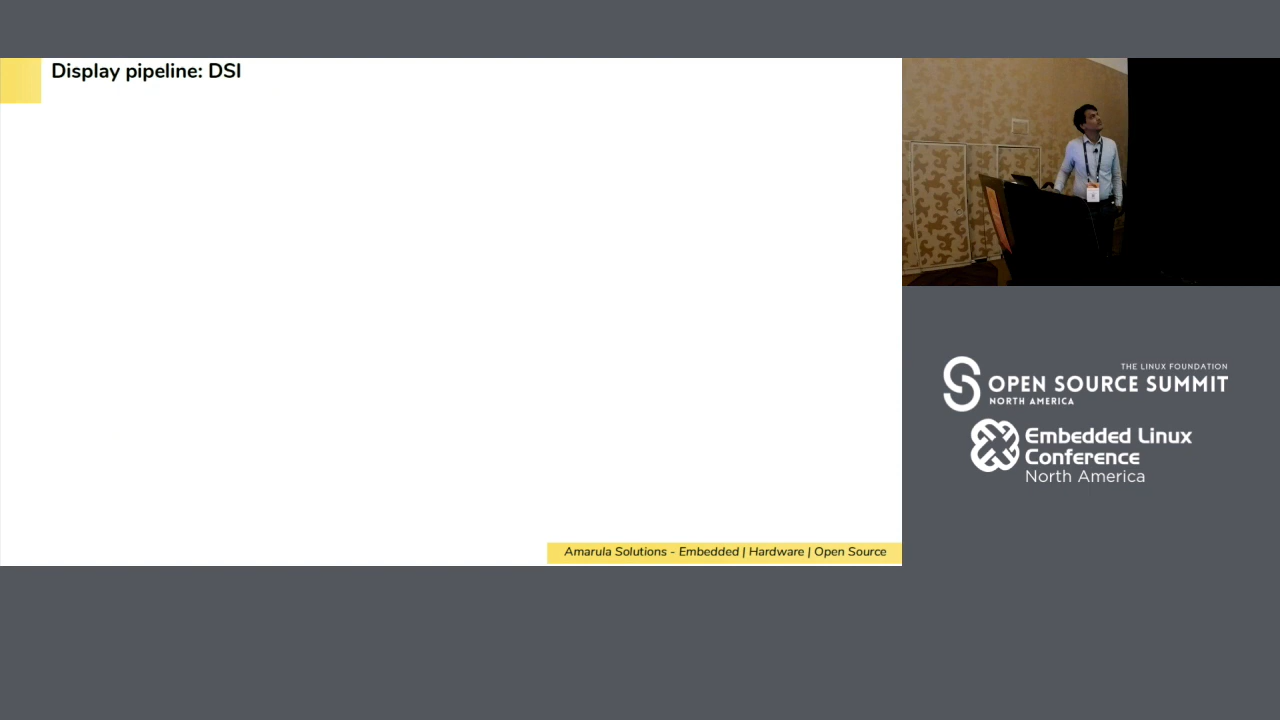 Display pipeline: DSI
Amarula Solutions - Embedded | Hardware | Open Source
THE LINUX FOUNDATION
OPEN SOURCE SUMMIT
NORTH AMERICA
Embedded Linux
Conference
North America